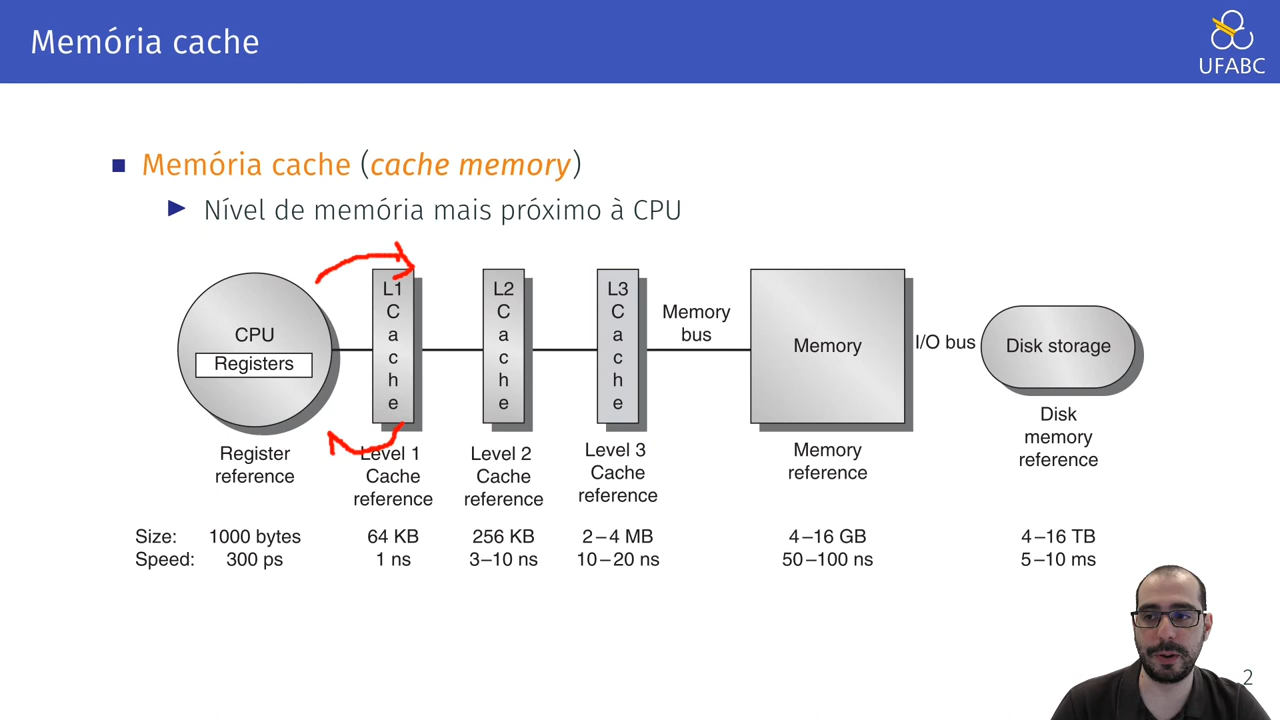 Memória cache
UFABC
Memória cache (cache memory)
Nível de memória mais próximo à CPU
CPU
Registers
L1
C
a
c
h
e
L2
C
a
c
h
e
L3
C
a
c
h
e
Memory
bus
Memory
I/O bus
Disk storage
Register
reference
Level 1
Cache
reference
Level 2
Cache
reference
Level 3
Cache
reference
Memory
reference
Disk
memory
reference
Size: 1000 bytes 64 KB 256 KB 2–4 MB 4–16 GB 4–16 TB
Speed: 300 ps 1 ns 3–10 ns 10–20 ns 50–100 ns 5–10 ms
2